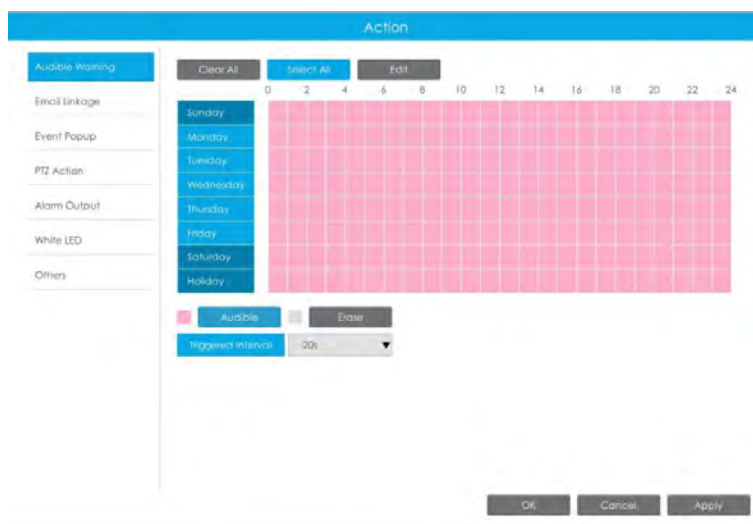 Action
Audible Warning
Email Linkage
Event Popup
PTZ Action
Alarm Output
White LED
Others
Clear All Select All Edit
0 2 4 6 8 10 12 14 16 18 20 22 24
Sunday
Monday
Tuesday
Wednesday
Thursday
Friday
Saturday
Holiday
Audible Erase
Triggered Interval 20s
OK Cancel Apply